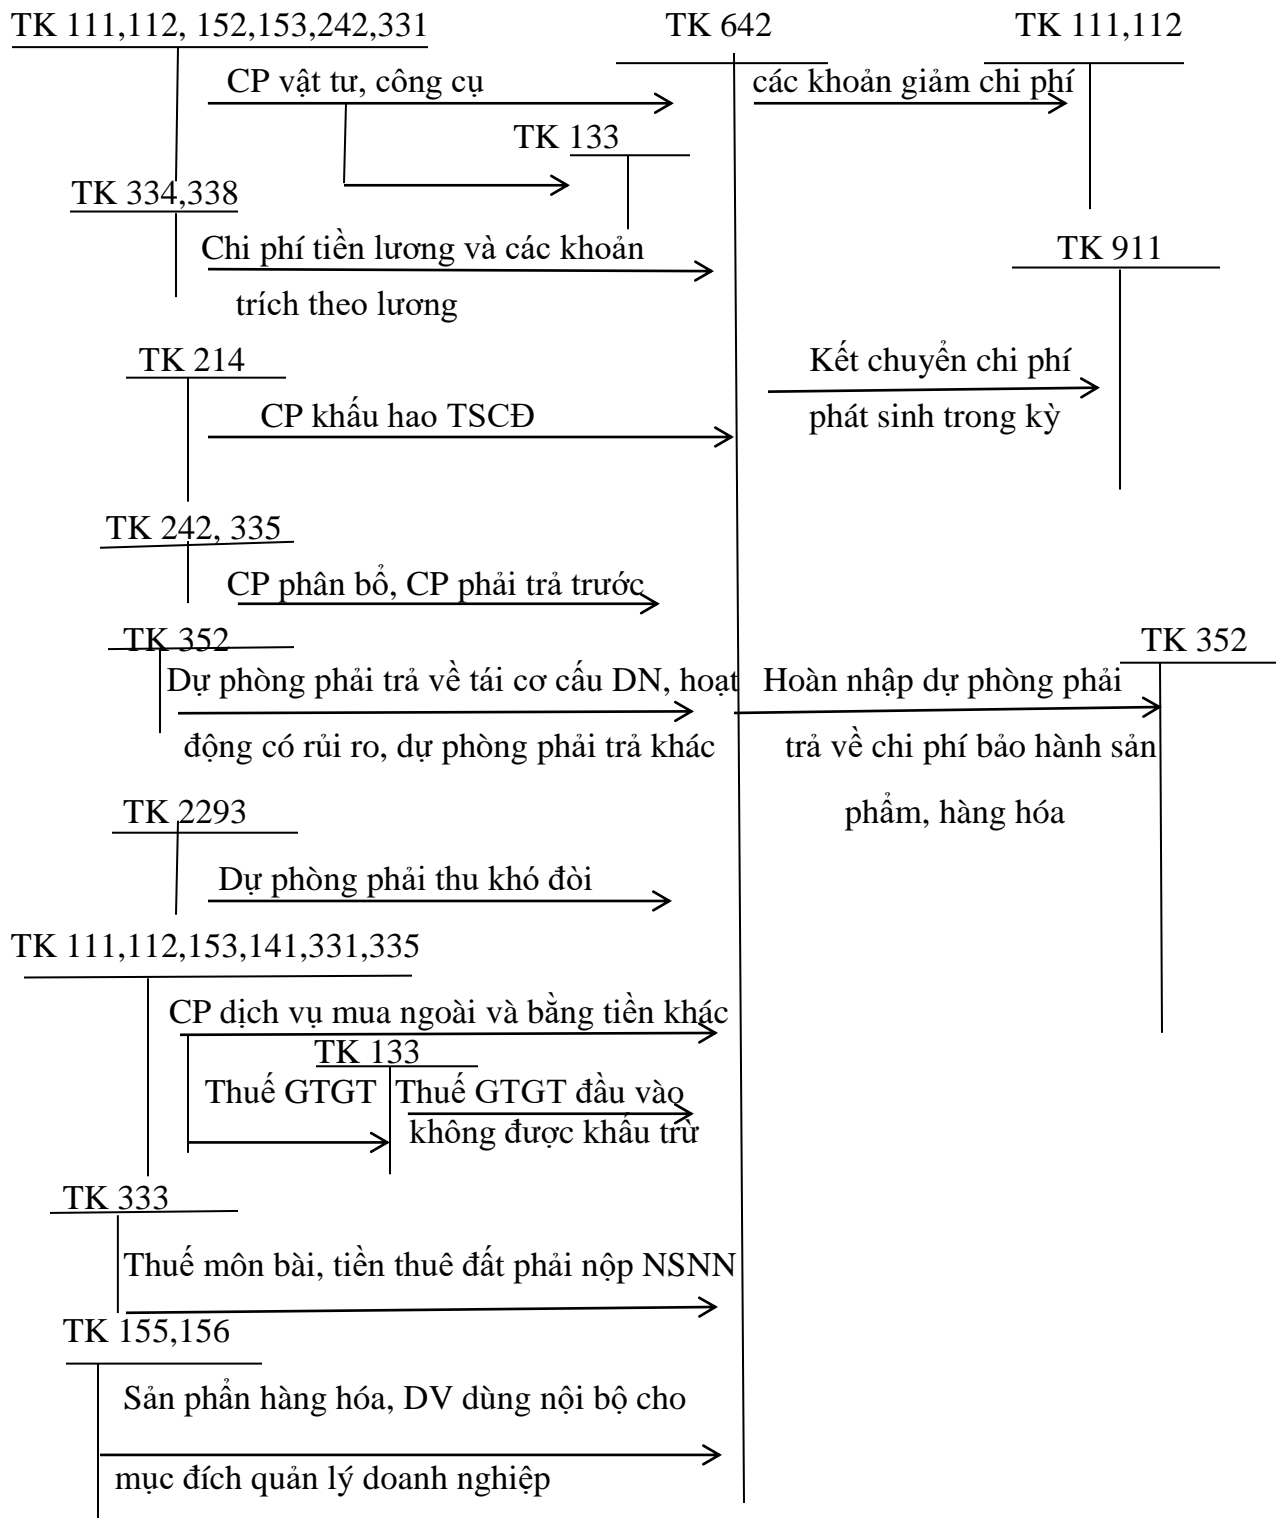 TK 111,112, 152,153,242,331
TK 642
TK 111,112
CP vật tư, công cụ
các khoản giảm chi phí
TK 133
TK 334,338
Chi phí tiền lương và các khoản
trích theo lương
TK 911
TK 214
Kết chuyển chi phí
phát sinh trong kỳ
CP khấu hao TSCĐ
TK 242, 335
CP phân bổ, CP phải trả trước
TK 352
TK 352
Dự phòng phải trả về tái cơ cấu DN, hoạt
động có rủi ro, dự phòng phải trả khác
Hoàn nhập dự phòng phải
trả về chi phí bảo hành sản
phẩm, hàng hóa
TK 2293
Dự phòng phải thu khó đòi
TK 111,112,153,141,331,335
CP dịch vụ mua ngoài và bằng tiền khác
TK 133
Thuế GTGT
Thuế GTGT đầu vào
không được khấu trừ
TK 333
Thuế môn bài, tiền thuê đất phải nộp NSNN
TK 155,156
Sản phẩn hàng hóa, DV dùng nội bộ cho
mục đích quản lý doanh nghiệp